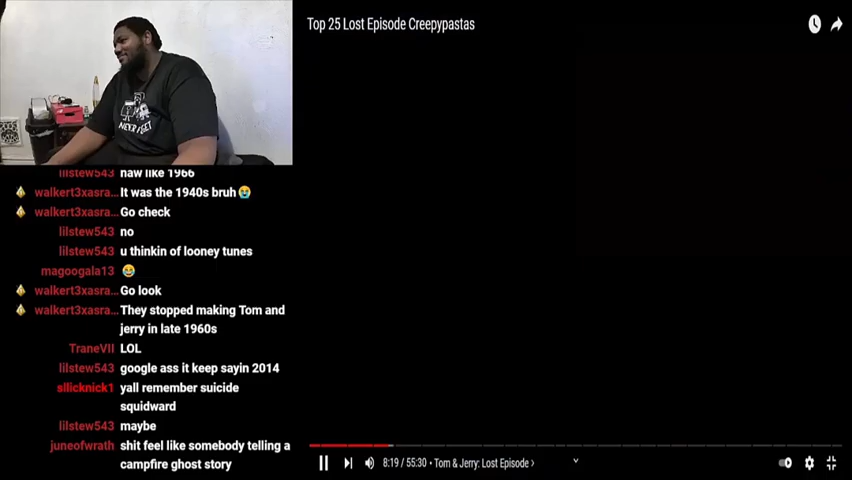 Top 25 Lost Episode Creepypastas
lilstew543 naw like 1966
walkert3xasra... It was the 1940s bruh😭
walkert3xasra... Go check
lilstew543 no
lilstew543 u thinkin of looney tunes
magoogala13 😂
walkert3xasra... Go look
walkert3xasra... They stopped making Tom and
jerry in late 1960s
TraneVII LOL
lilstew543 google ass it keep sayin 2014
sllicknick1 yall remember suicide
squidward
lilstew543 maybe
juneofwrath shit feel like somebody telling a
campfire ghost story
8:19 / 55:30 • Tom & Jerry: Lost Episode ›